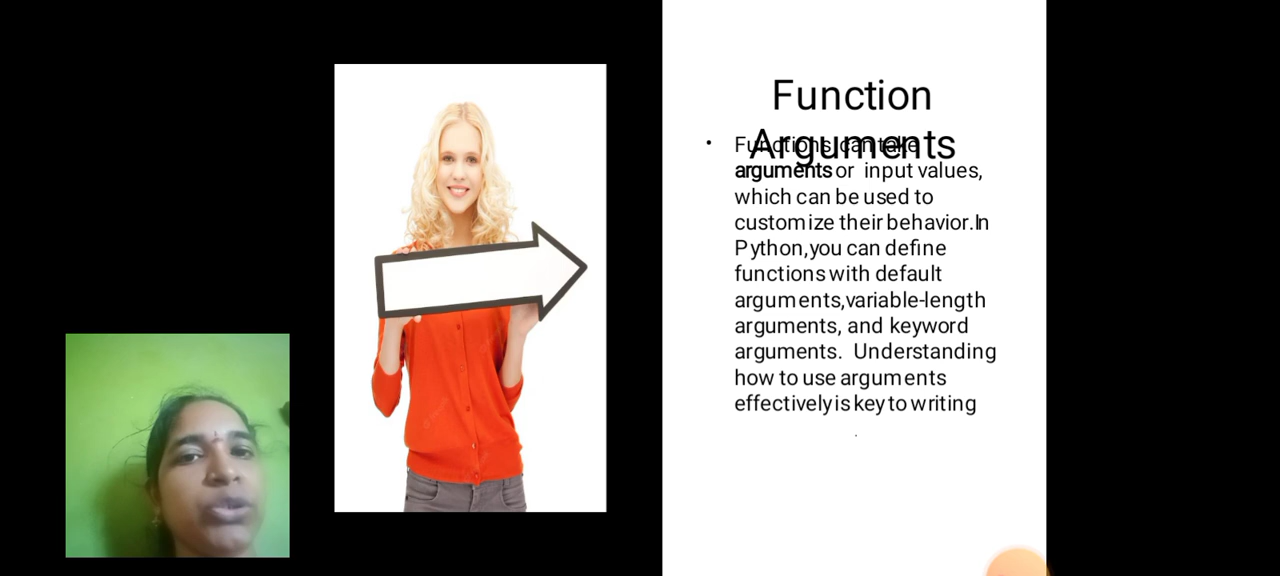 Function
Arguments
• Functions can take
arguments or input values,
which can be used to
customize their behavior.In
Python,you can define
functions with default
arguments,variable-length
arguments, and keyword
arguments. Understanding
how to use arguments
effectively is key to writing
.